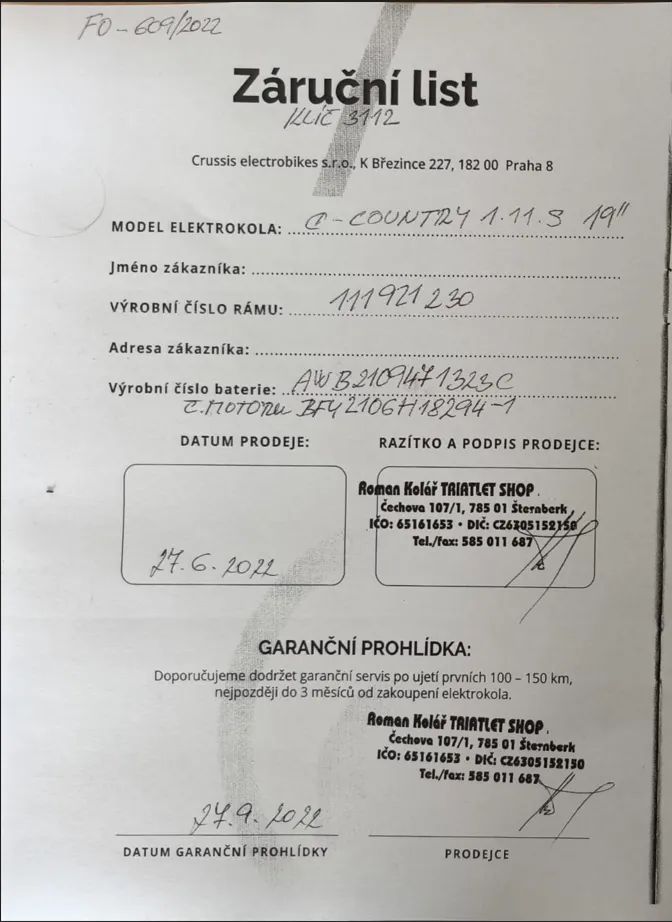 FO - 609/2022
Záruční list
KLÍČ 3112
Crussis electrobikes s.r.o., K Březince 227, 182 00 Praha 8
MODEL ELEKTROKOLA: e-COUNTRY 1.11.S 19"
Jméno zákazníka:
VÝROBNÍ ČÍSLO RÁMU: 111921230
Adresa zákazníka:
Výrobní číslo baterie: AWB2109471323C
Č.MOTORU BFY2106H18294-1
DATUM PRODEJE: RAZÍTKO A PODPIS PRODEJCE:
Roman Kolář TRIATLET SHOP
Čechova 107/1, 785 01 Šternberk
IČO: 65161653 • DIČ: CZ6305152150
Tel./fax: 585 011 687
27.6.2022
GARANČNÍ PROHLÍDKA:
Doporučujeme dodržet garanční servis po ujetí prvních 100 – 150 km,
nejpozději do 3 měsíců od zakoupení elektrokola.
Roman Kolář TRIATLET SHOP
Čechova 107/1, 785 01 Šternberk
IČO: 65161653 • DIČ: CZ6305152150
Tel./fax: 585 011 687
27.9.2022
DATUM GARANČNÍ PROHLÍDKY PRODEJCE